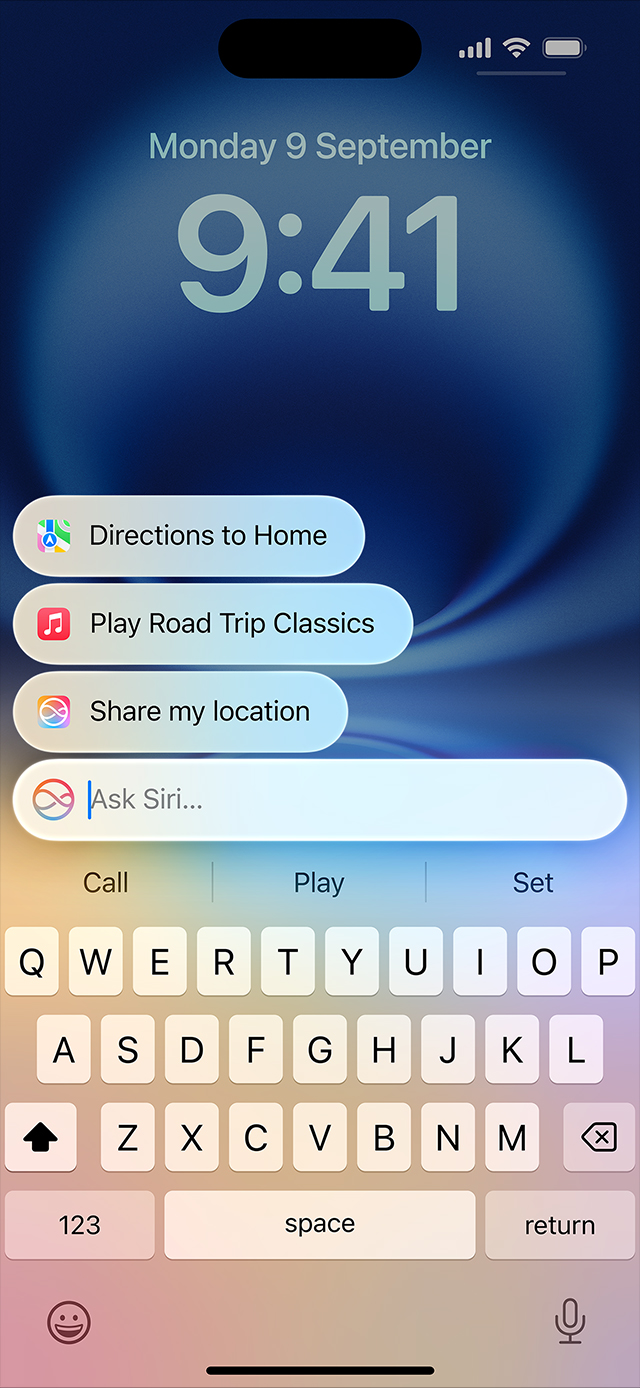 Monday 9 September
9:41
Directions to Home
Play Road Trip Classics
Share my location
Ask Siri...
Call Play Set
Q W E R T Y U I O P
A S D F G H J K L
Z X C V B N M
123 space return